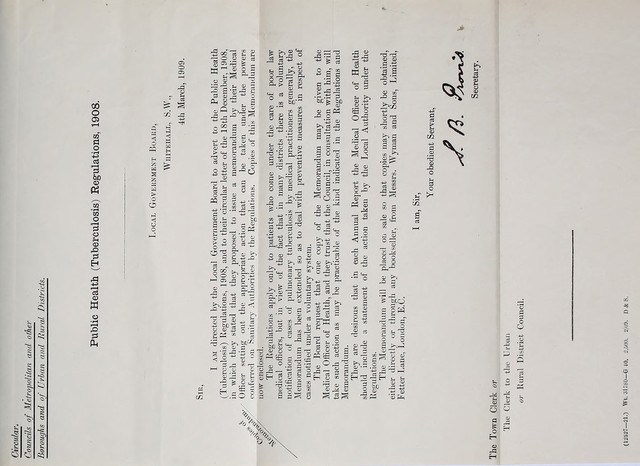 Circular.
Councils of Metropolitan and other
Boroughs and of Urban and Rural Districts.
Public Health (Tuberculosis) Regulations, 1908.
LOCAL GOVERNMENT BOARD,
WHITEHALL, S.W.,
4th March, 1909.
SIR,
I AM directed by the Local Government Board to advert to the Public Health
(Tuberculosis) Regulations, 1908, and to their circular letter of the 18th December, 1908,
in which they stated that they proposed to issue a memorandum by their Medical
Officer setting out the appropriate action that can be taken under the powers
conferred on Sanitary Authorities by the Regulations. Copies of this Memorandum are
now enclosed.
Copies of
Memorandum.
The Regulations apply only to patients who come under the care of poor law
medical officers, but in view of the fact that in many districts there is a voluntary
notification of cases of pulmonary tuberculosis by medical practitioners generally, the
Memorandum has been extended so as to deal with preventive measures in respect of
cases notified under a voluntary system.
The Board request that one copy of the Memorandum may be given to the
Medical Officer of Health, and they trust that the Council, in consultation with him, will
take such action as may be practicable of the kind indicated in the Regulations and
Memorandum.
They are desirous that in each Annual Report the Medical Officer of Health
should include a statement of the action taken by the Local Authority under the
Regulations.
The Memorandum will be placed on sale so that copies may shortly be obtained,
either directly or through any bookseller, from Messrs. Wyman and Sons, Limited,
Fetter Lane, London, E.C.
I am, Sir,
Your obedient Servant,
S. B. Provis.
Secretary.
The Town Clerk or
The Clerk to the Urban
or Rural District Council.
2,500. 2/09. D & S.